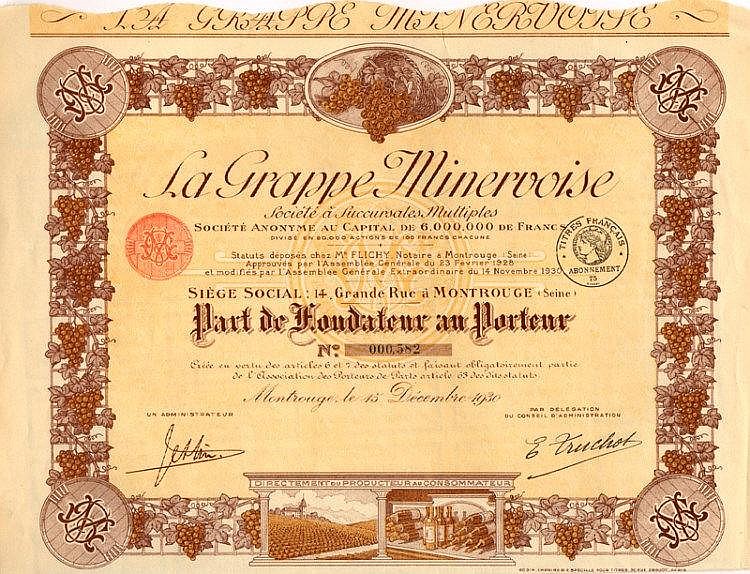 LA GRAPPE MINERVOISE
La Grappe Minervoise
Société à Succursales Multiples
SOCIÉTÉ ANONYME AU CAPITAL DE 6.000.000 DE FRANCS
DIVISÉ EN 60.000 ACTIONS DE 100 FRANCS CHACUNE
Statuts déposés chez Me FLICHY, Notaire à Montrouge (Seine)
Approuvés par l'Assemblée Générale du 23 Février 1928
et modifiés par l'Assemblée Générale Extraordinaire du 14 Novembre 1930
TITRES FRANÇAIS
ABONNEMENT
75
SIÈGE SOCIAL: 14, Grande Rue à MONTROUGE (Seine)
Part de Fondateur au Porteur
No: 000,582
Créée en vertu des articles 6 et 7 des statuts et faisant obligatoirement partie
de l'Association des Porteurs de Parts article 63 des dits statuts.
Montrouge, le 15 Décembre 1930
UN ADMINISTRATEUR
PAR DÉLÉGATION
DU CONSEIL D'ADMINISTRATION
E. Truchot
DIRECTEMENT DU PRODUCTEUR AU CONSOMMATEUR